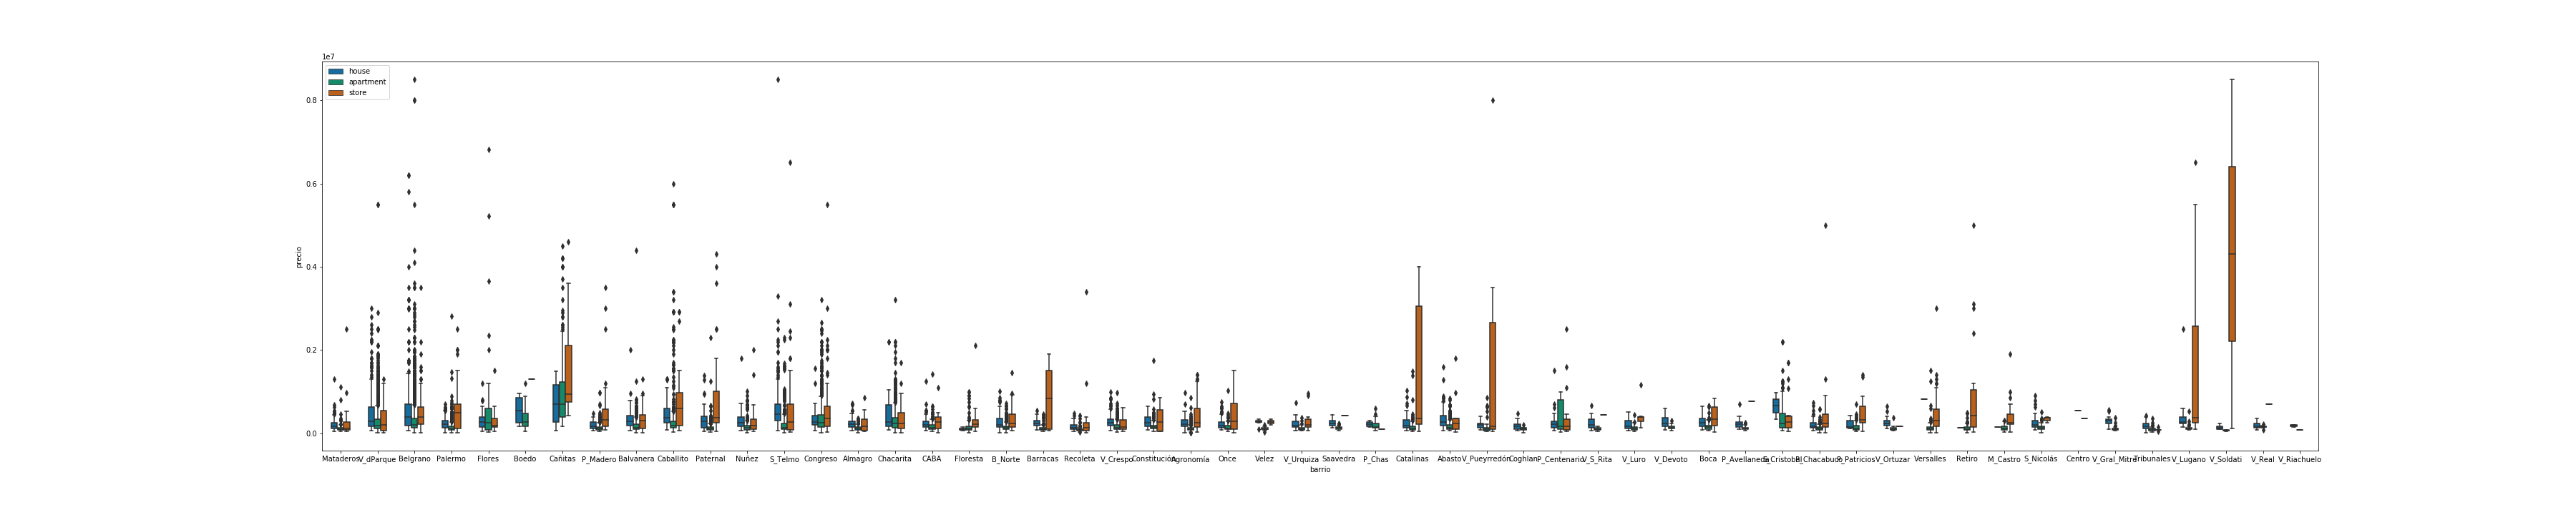 1e7
house
apartment
store
0.8
0.6
0.4
0.2
0.0
precio
Mataderos V_dParque Belgrano Palermo Flores Boedo Cañitas P_Madero Balvanera Caballito Paternal Nuñez S_Telmo Congreso Almagro Chacarita CABA Floresta B_Norte Barracas Recoleta V_Crespo Constitución Agronomía Once Velez V_Urquiza Saavedra P_Chas Catalinas Abasto V_Pueyrredón Coghlan P_Centenario V_S_Rita V_Luro V_Devoto Boca P_Avellaneda S_Cristobal P_Chacabuco P_Patricios V_Ortuzar Versalles Retiro M_Castro S_Nicolás Centro V_Gral_Mitre Tribunales V_Lugano V_Soldati V_Real V_Riachuelo
barrio